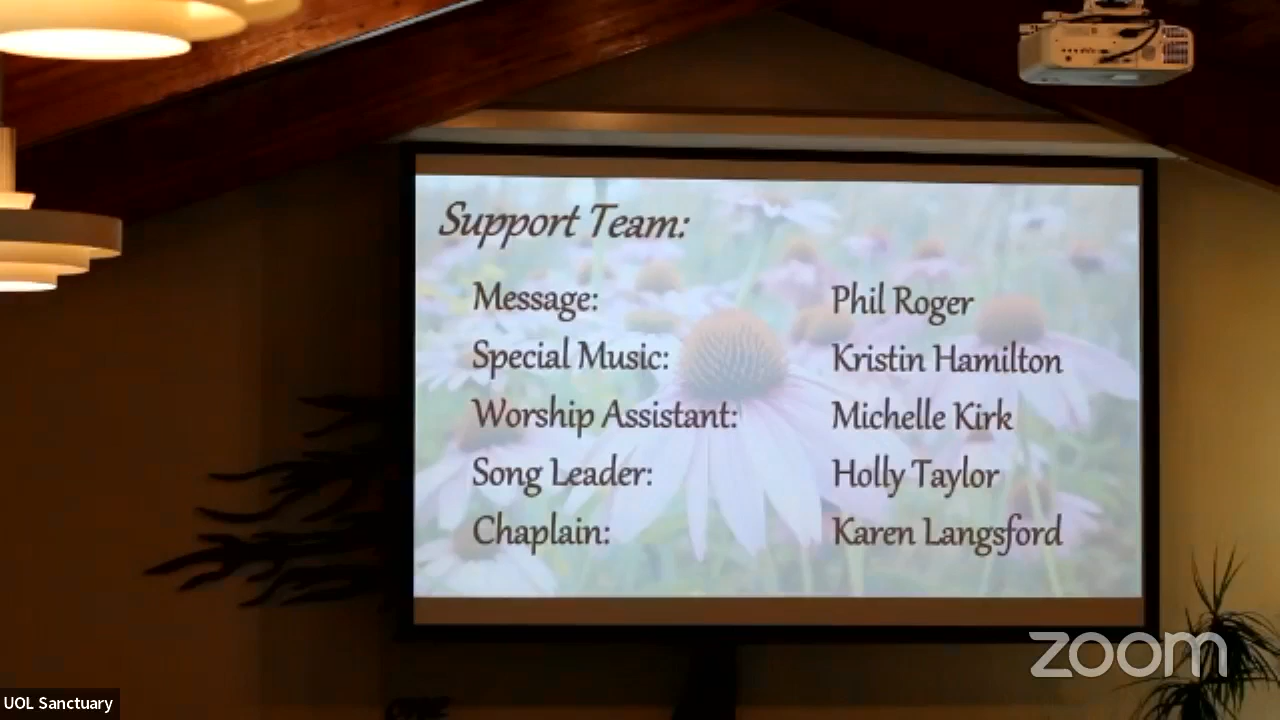 Support Team:
Message: Phil Roger
Special Music: Kristin Hamilton
Worship Assistant: Michelle Kirk
Song Leader: Holly Taylor
Chaplain: Karen Langsford
zoom
UOL Sanctuary